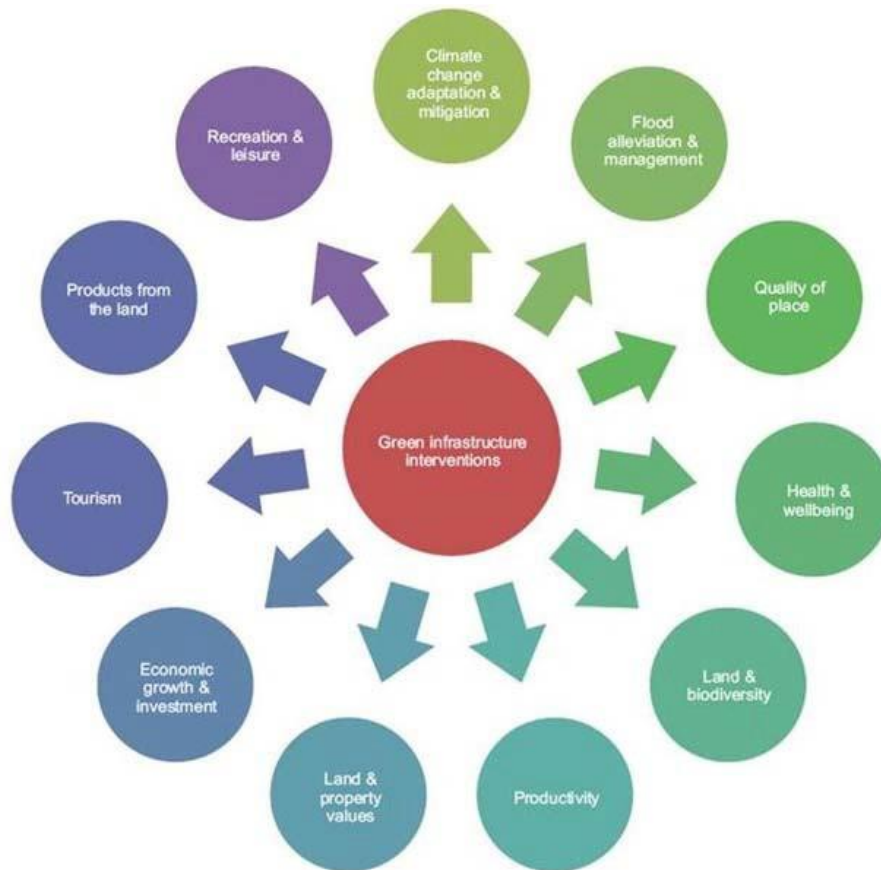 Climate
change
adaptation &
mitigation
Flood
alleviation &
management
Quality of
place
Health &
wellbeing
Land &
biodiversity
Productivity
Land &
property
values
Economic
growth &
investment
Tourism
Products from
the land
Recreation &
leisure
Green infrastructure
interventions